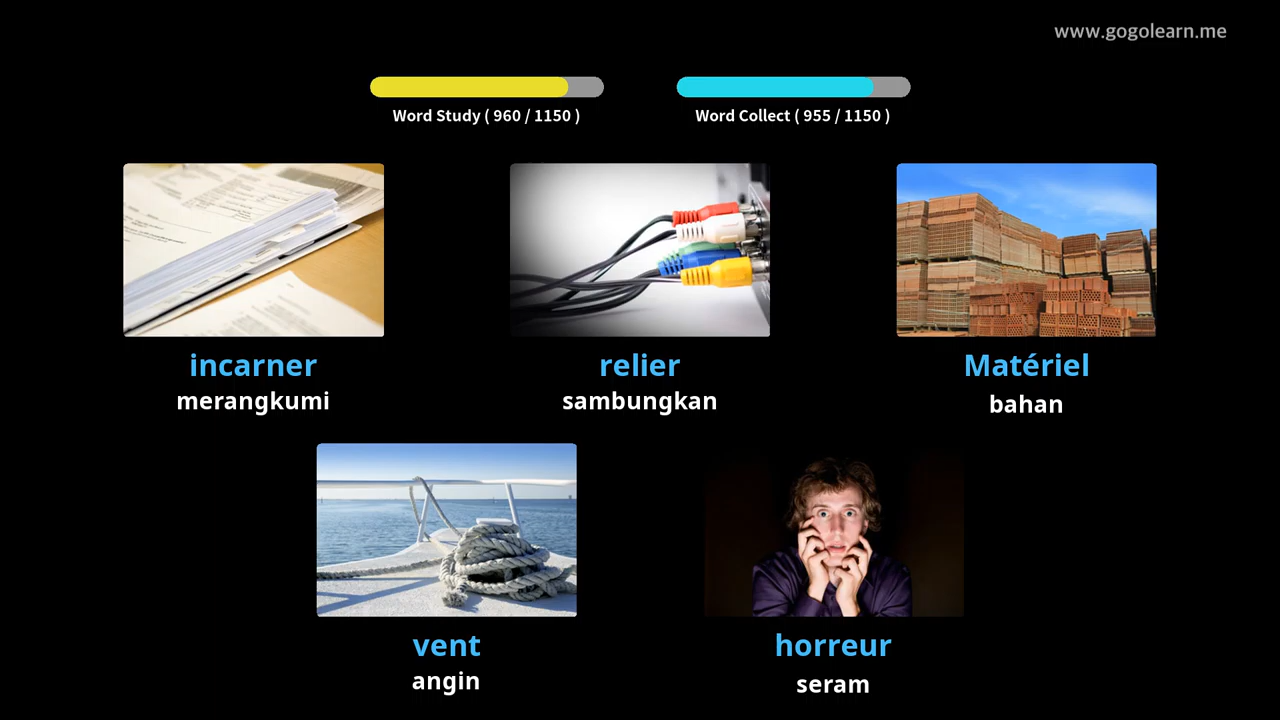 www.gogolearn.me
Word Study ( 960 / 1150 )
Word Collect ( 955 / 1150 )
incarner
merangkumi
relier
sambungkan
Matériel
bahan
vent
angin
horreur
seram